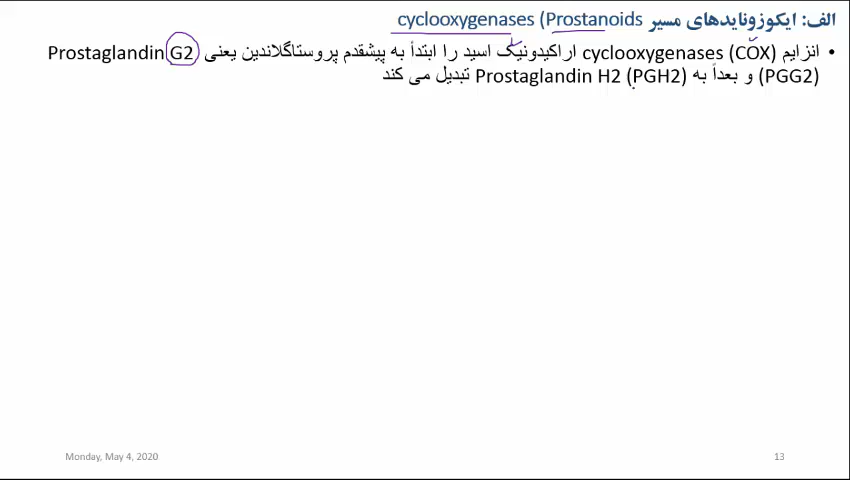 الف: ایکوزونایدهای مسیر cyclooxygenases (Prostanoids
• انزایم cyclooxygenases (COX) اراکیدونیک اسید را ابتدأ به پیشقدم پروستاگلاندین یعنی Prostaglandin G2
(PGG2) و بعداً به Prostaglandin H2 (PGH2) تبدیل می کند
Monday, May 4, 2020
13